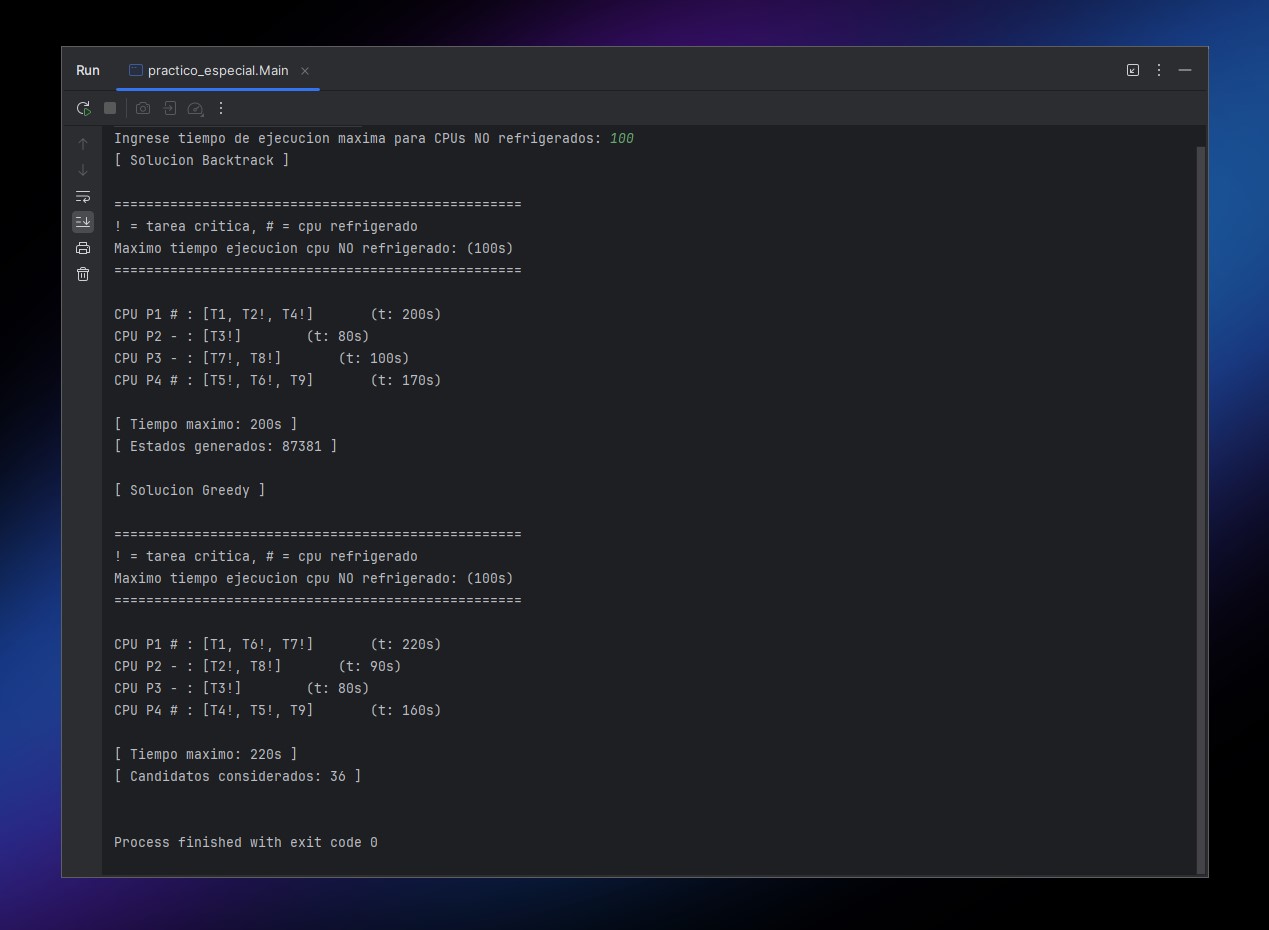 Run practico_especial.Main
Ingrese tiempo de ejecucion maxima para CPUs NO refrigerados: 100
[ Solucion Backtrack ]
===================================================
! = tarea critica, # = cpu refrigerado
Maximo tiempo ejecucion cpu NO refrigerado: (100s)
===================================================
CPU P1 # : [T1, T2!, T4!] (t: 200s)
CPU P2 - : [T3!] (t: 80s)
CPU P3 - : [T7!, T8!] (t: 100s)
CPU P4 # : [T5!, T6!, T9] (t: 170s)
[ Tiempo maximo: 200s ]
[ Estados generados: 87381 ]
[ Solucion Greedy ]
===================================================
! = tarea critica, # = cpu refrigerado
Maximo tiempo ejecucion cpu NO refrigerado: (100s)
===================================================
CPU P1 # : [T1, T6!, T7!] (t: 220s)
CPU P2 - : [T2!, T8!] (t: 90s)
CPU P3 - : [T3!] (t: 80s)
CPU P4 # : [T4!, T5!, T9] (t: 160s)
[ Tiempo maximo: 220s ]
[ Candidatos considerados: 36 ]
Process finished with exit code 0